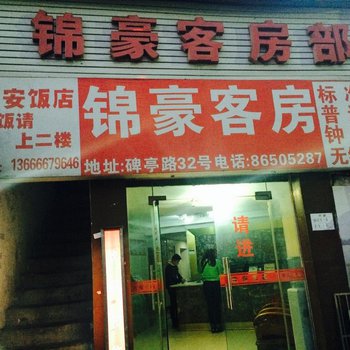 锦豪客房部
安饭店
饭请
上二楼
13666679646
锦豪客房
地址:碑亭路32号电话:86505287
标
普
钟
无
请
进